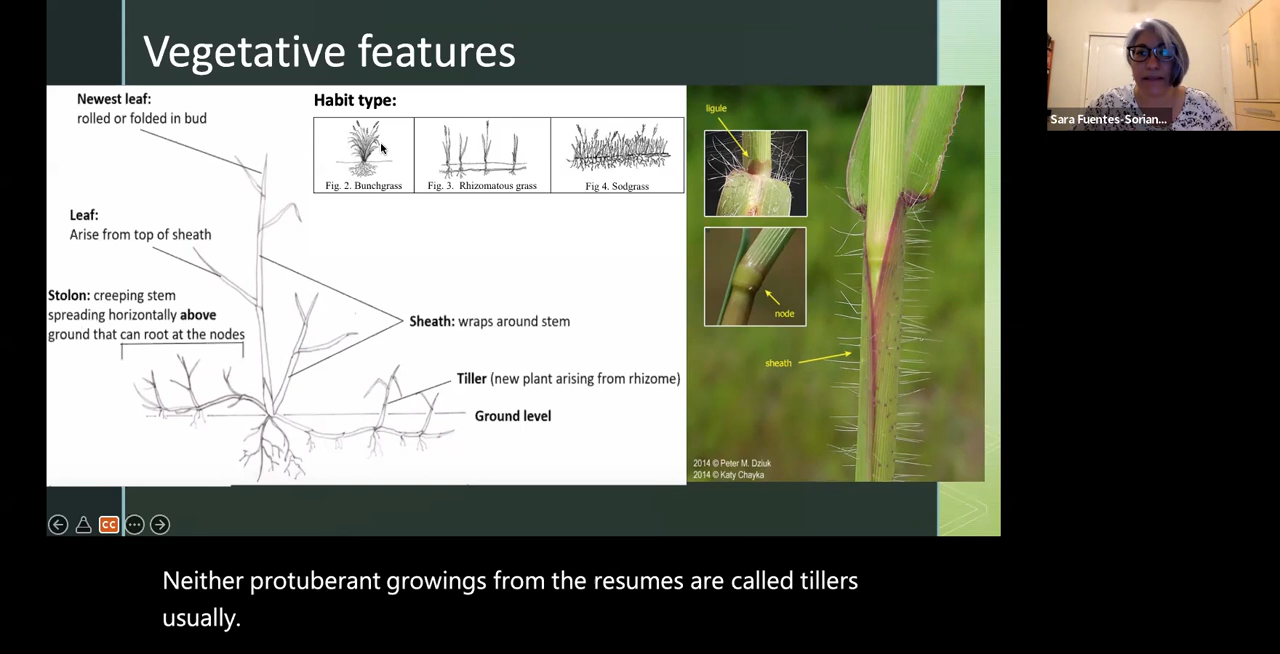 Vegetative features
Newest leaf:
rolled or folded in bud
Leaf:
Arise from top of sheath
Stolon: creeping stem
spreading horizontally above
ground that can root at the nodes
Habit type:
Fig. 2. Bunchgrass
Fig. 3. Rhizomatous grass
Fig 4. Sodgrass
Sheath: wraps around stem
Tiller (new plant arising from rhizome)
Ground level
ligule
node
sheath
2014 © Peter M. Dziuk
2014 © Katy Chayka
Sara Fuentes-Sorian...
CC
Neither protuberant growings from the resumes are called tillers
usually.